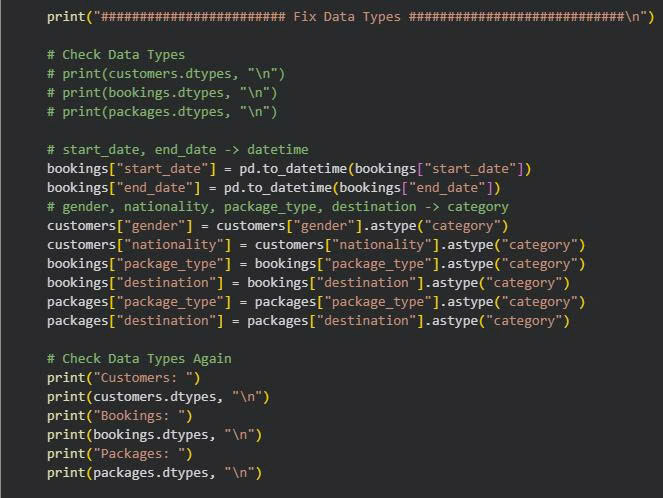 print("######################## Fix Data Types ############################\n")
# Check Data Types
# print(customers.dtypes, "\n")
# print(bookings.dtypes, "\n")
# print(packages.dtypes, "\n")
# start_date, end_date -> datetime
bookings["start_date"] = pd.to_datetime(bookings["start_date"])
bookings["end_date"] = pd.to_datetime(bookings["end_date"])
# gender, nationality, package_type, destination -> category
customers["gender"] = customers["gender"].astype("category")
customers["nationality"] = customers["nationality"].astype("category")
bookings["package_type"] = bookings["package_type"].astype("category")
bookings["destination"] = bookings["destination"].astype("category")
packages["package_type"] = packages["package_type"].astype("category")
packages["destination"] = packages["destination"].astype("category")
# Check Data Types Again
print("Customers: ")
print(customers.dtypes, "\n")
print("Bookings: ")
print(bookings.dtypes, "\n")
print("Packages: ")
print(packages.dtypes, "\n")